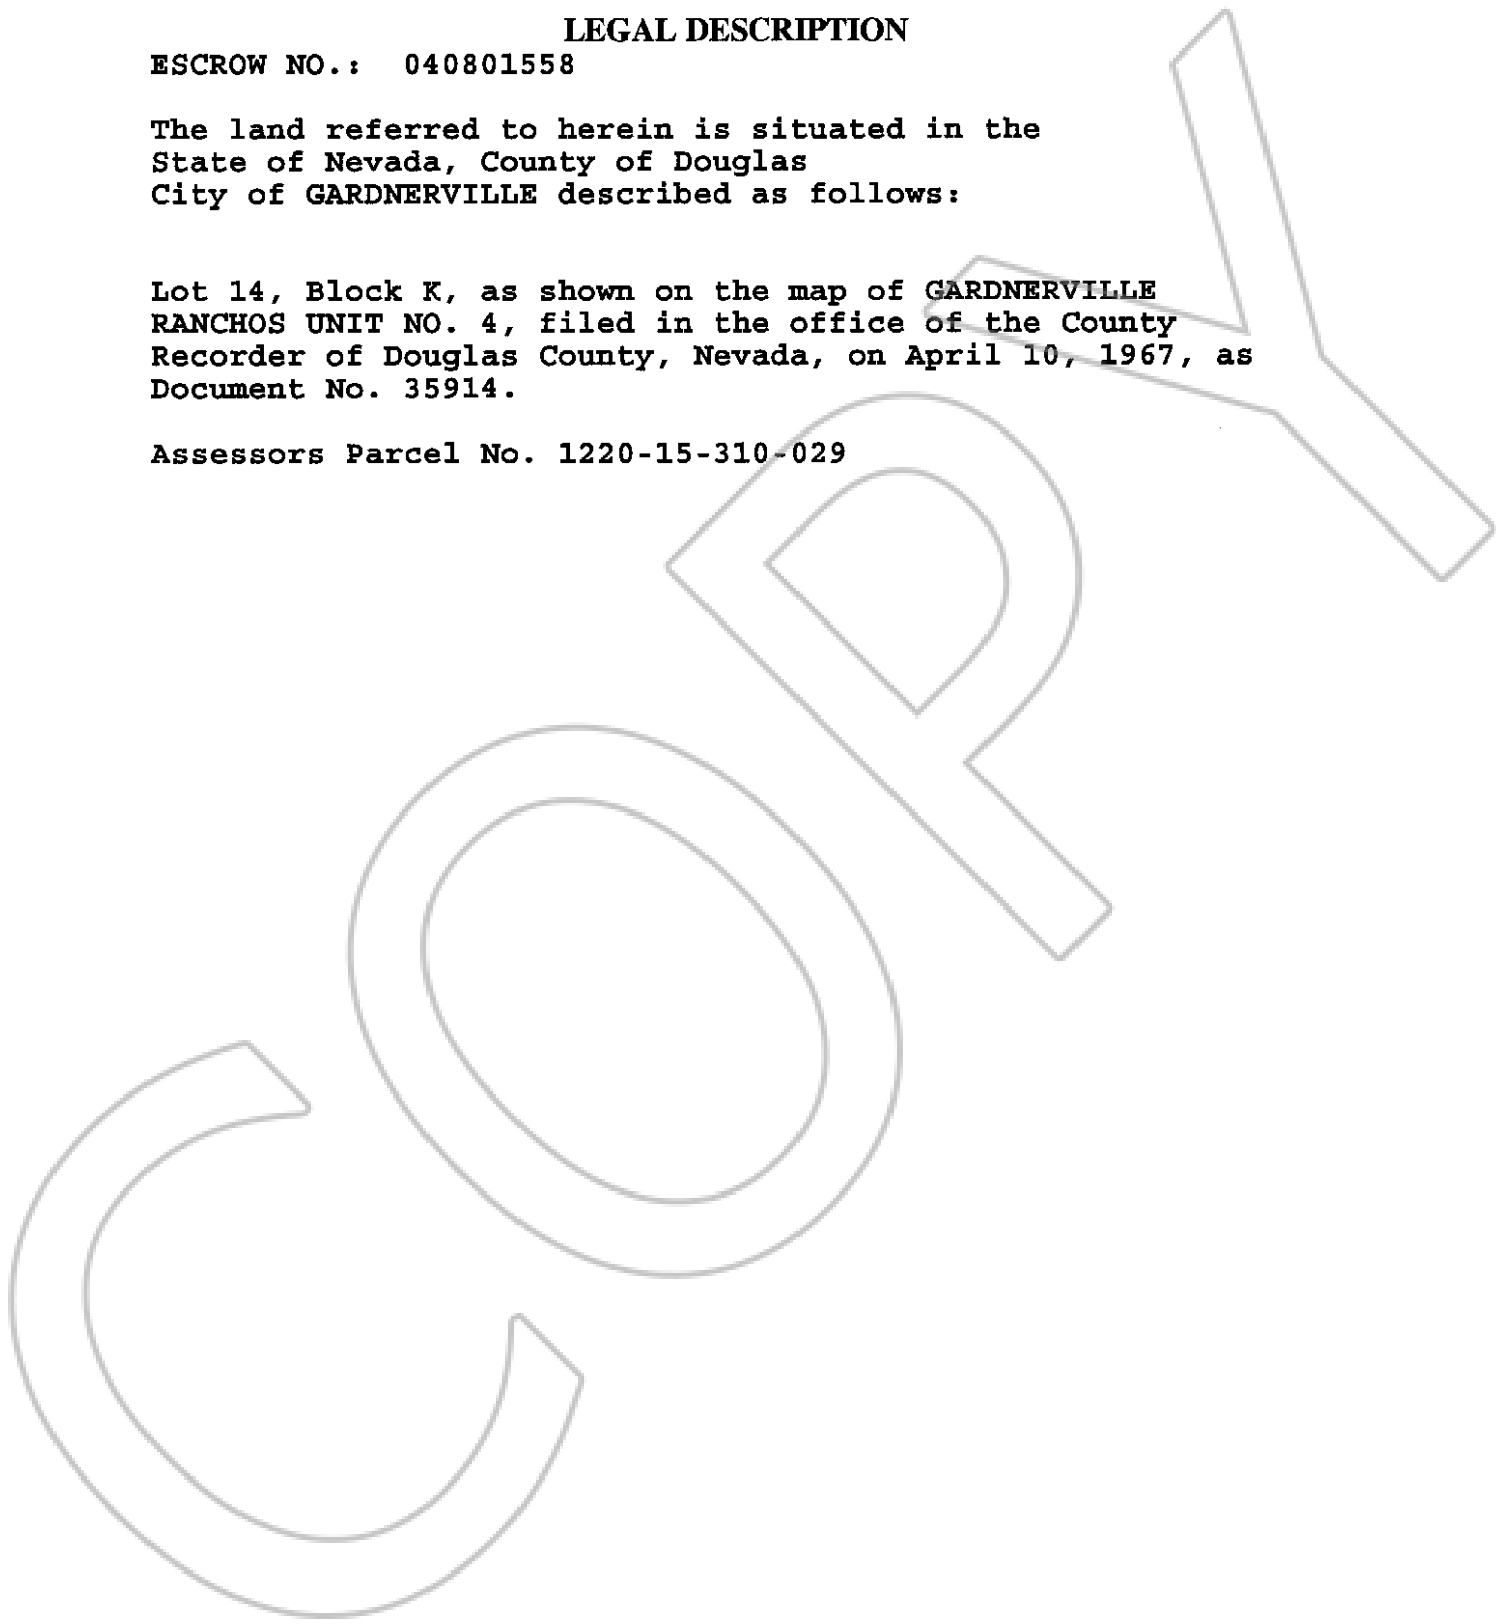 LEGAL DESCRIPTION
ESCROW NO.: 040801558
The land referred to herein is situated in the
State of Nevada, County of Douglas
City of GARDNERVILLE described as follows:
Lot 14, Block K, as shown on the map of GARDNERVILLE
RANCHOS UNIT NO. 4, filed in the office of the County
Recorder of Douglas County, Nevada, on April 10, 1967, as
Document No. 35914.
Assessors Parcel No. 1220-15-310-029
COPY